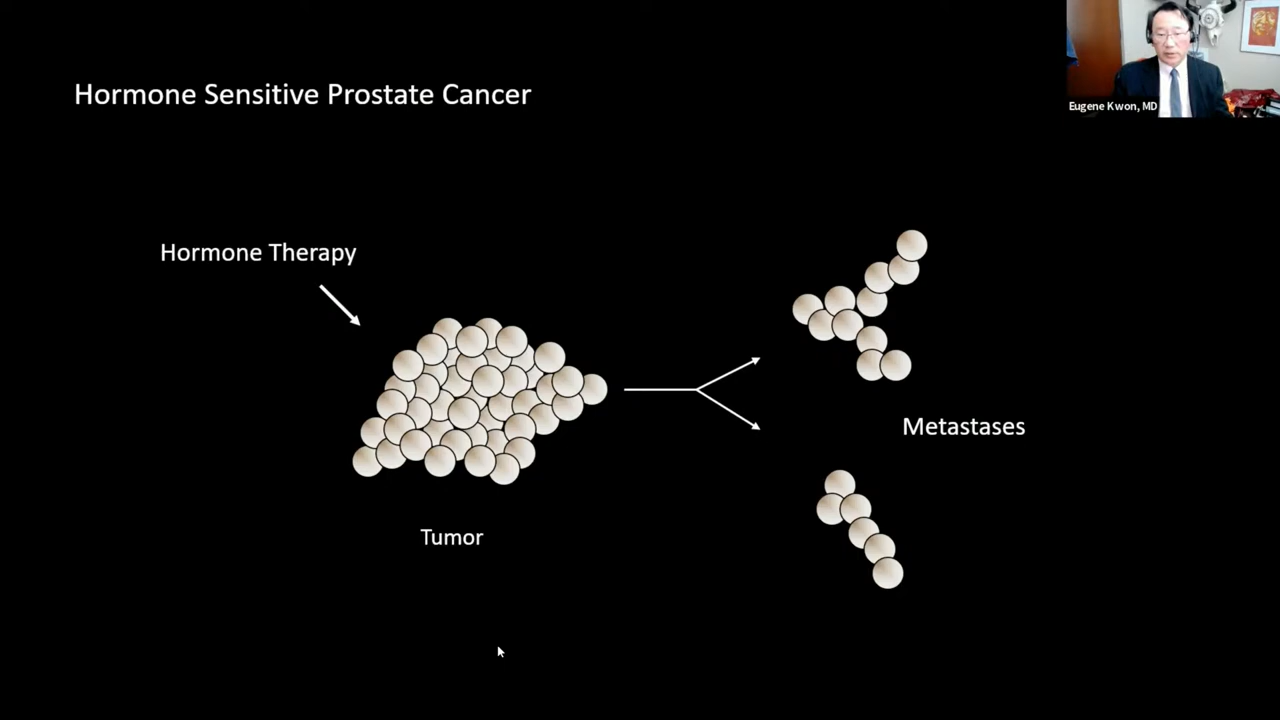 Hormone Sensitive Prostate Cancer
Eugene Kwon, MD
Hormone Therapy
Metastases
Tumor